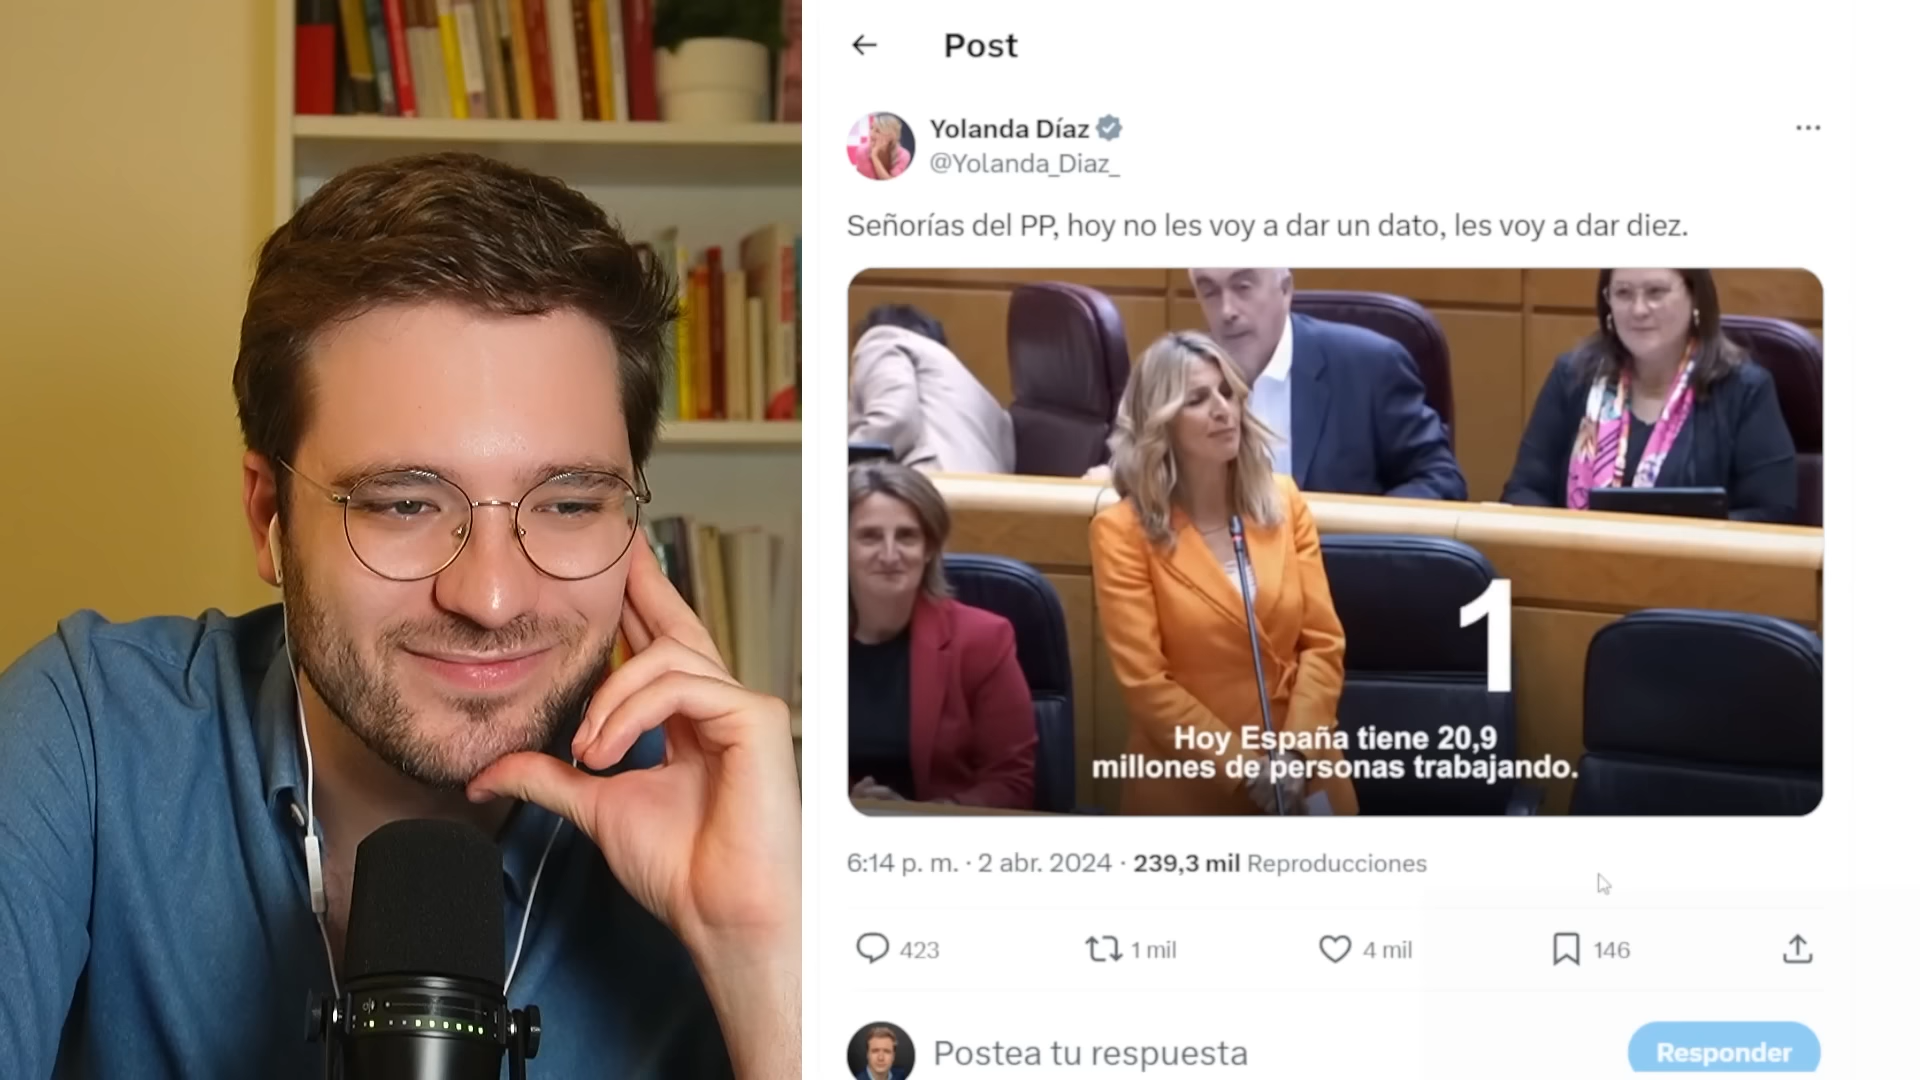 Post
Yolanda Díaz
@Yolanda_Diaz_
Señorías del PP, hoy no les voy a dar un dato, les voy a dar diez.
1
Hoy España tiene 20,9
millones de personas trabajando.
6:14 p. m. · 2 abr. 2024 · 239,3 mil Reproducciones
423
1 mil
4 mil
146
Postea tu respuesta
Responder